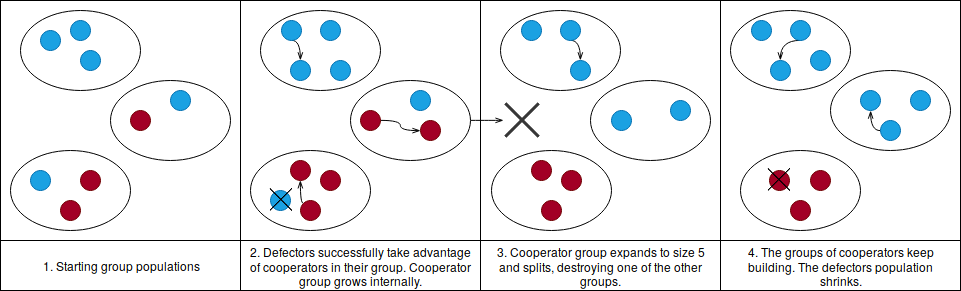 1. Starting group populations
2. Defectors successfully take advantage
of cooperators in their group. Cooperator
group grows internally.
3. Cooperator group expands to size 5
and splits, destroying one of the other
groups.
4. The groups of cooperators keep
building. The defectors population
shrinks.